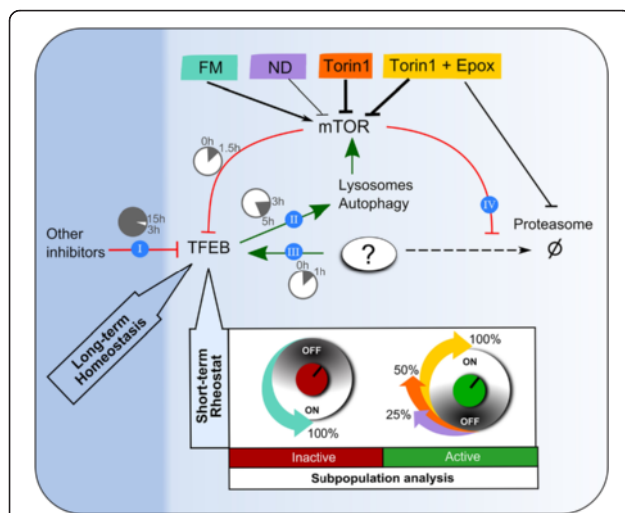 FM ND Torin1 Torin1 + Epox
mTOR
0h
1.5h
Lysosomes
Autophagy
3h
5h
II
IV
15h
3h
Other
inhibitors
I
TFEB
III
0h
1h
?
Proteasome
Ø
Long-term
Homeostasis
Short-term
Rheostat
OFF
ON
100%
100%
50%
25%
ON
OFF
Inactive Active
Subpopulation analysis